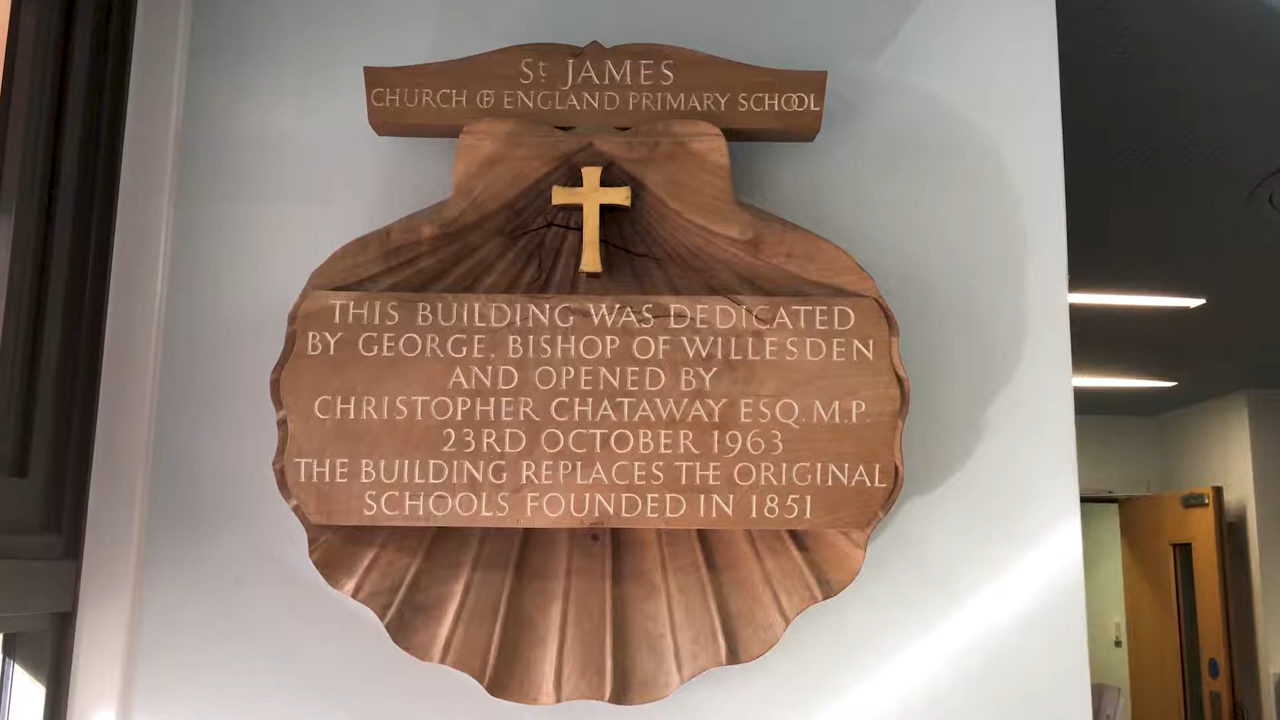 St JAMES
CHURCH OF ENGLAND PRIMARY SCHOOL
THIS BUILDING WAS DEDICATED
BY GEORGE, BISHOP OF WILLESDEN
AND OPENED BY
CHRISTOPHER CHATAWAY ESQ. M.P.
23RD OCTOBER 1963
THE BUILDING REPLACES THE ORIGINAL
SCHOOLS FOUNDED IN 1851